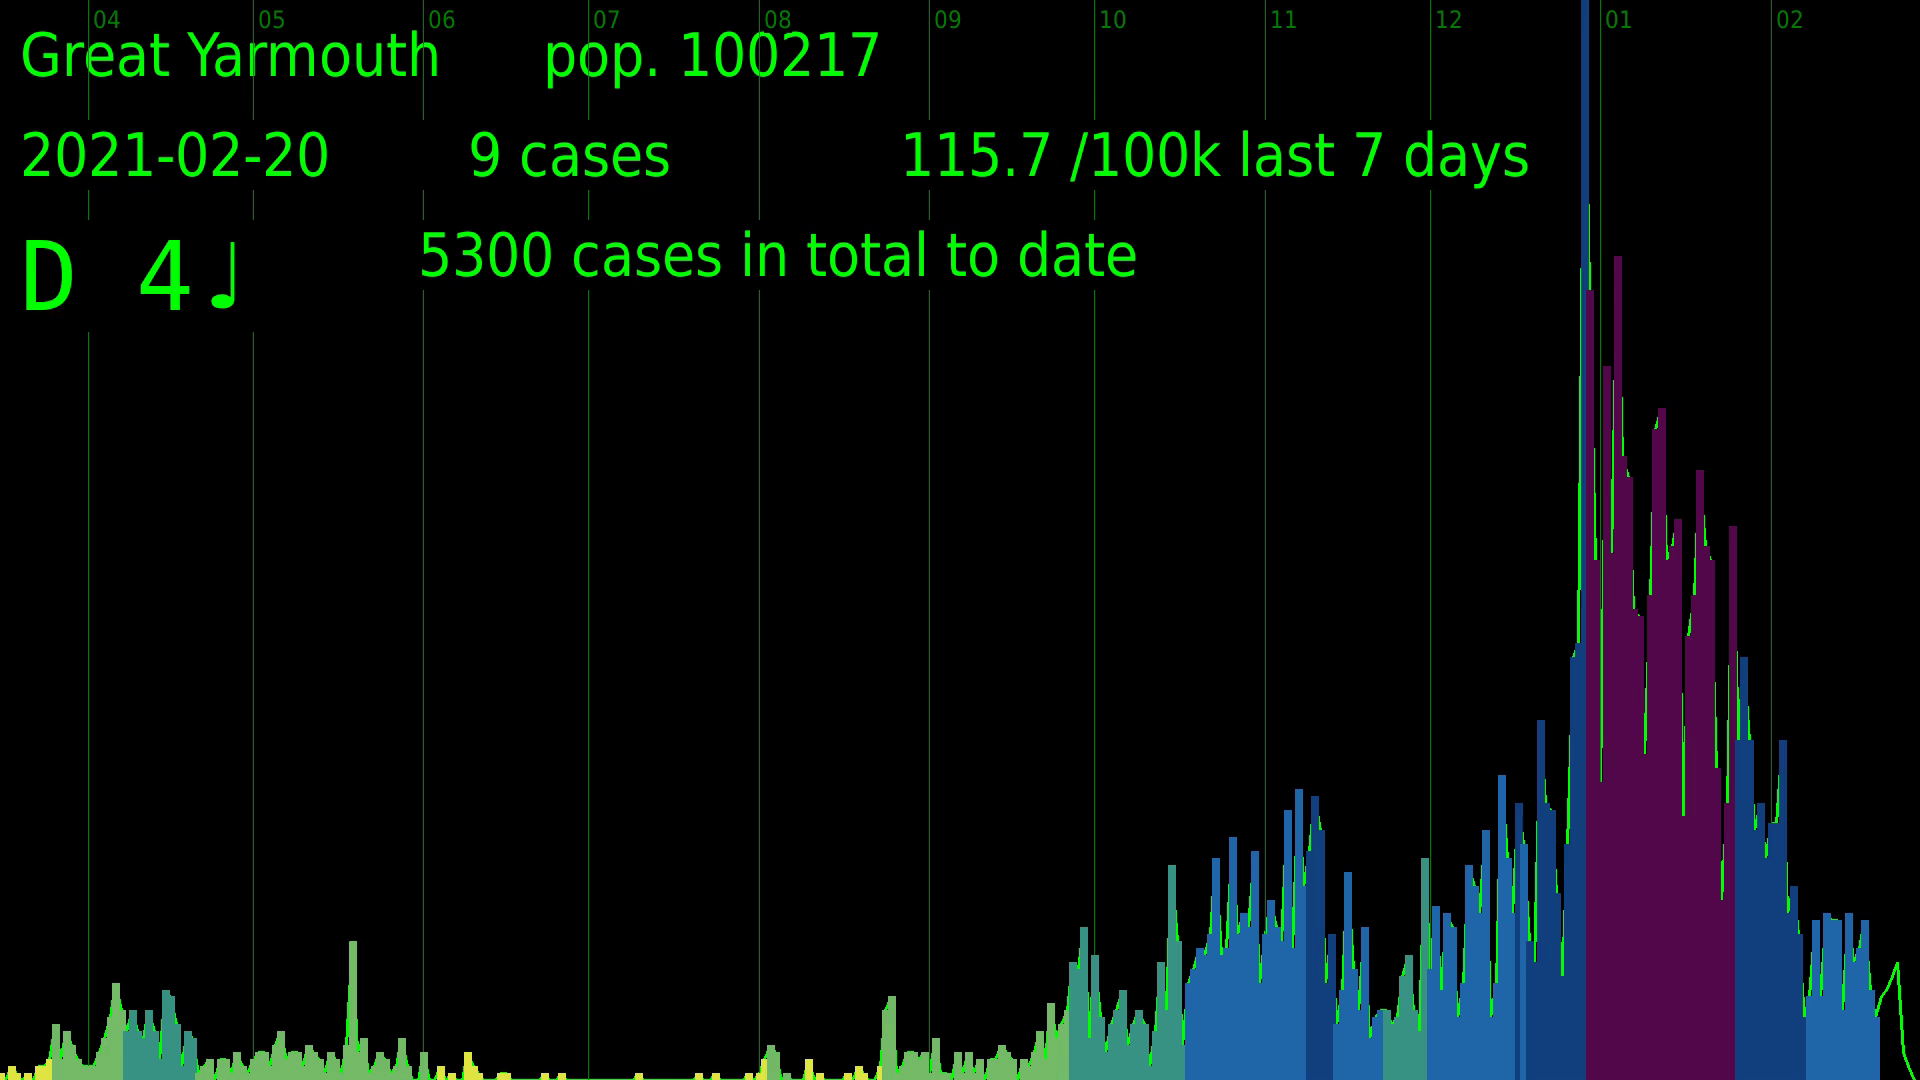 04 05 06 07 08 09 10 11 12 01 02
Great Yarmouth pop. 100217
2021-02-20 9 cases 115.7 /100k last 7 days
D 4♩ 5300 cases in total to date